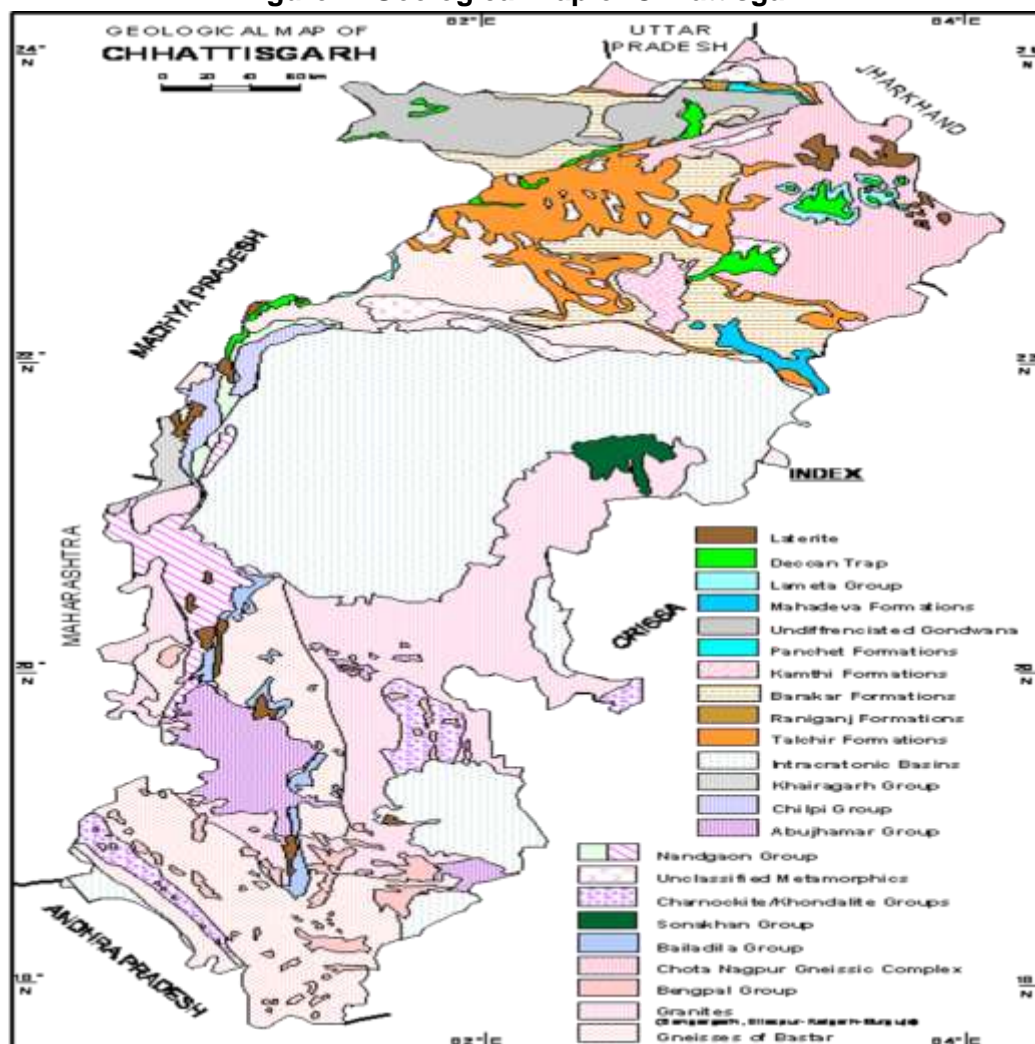 GEOLOGICAL MAP OF
CHHATTISGARH
0 20 40 60 km
UTTAR
PRADESH
JHARKHAND
MADHYA PRADESH
MAHARASHTRA
ORISSA
ANDHRA PRADESH
INDEX
Laterite
Deccan Trap
Lameta Group
Mahadeva Formations
Undiffrenciated Gondwana
Panchet Formations
Kamthi Formations
Barakar Formations
Raniganj Formations
Talchir Formations
Intracratonic Basins
Khairagarh Group
Chilpi Group
Abujhamar Group
Nandgaon Group
Unclassified Metamorphics
Charnockite/Khondalite Groups
Sonakhan Group
Bailadila Group
Chota Nagpur Gneissic Complex
Bengpal Group
Granites
Gneisses of Bastar